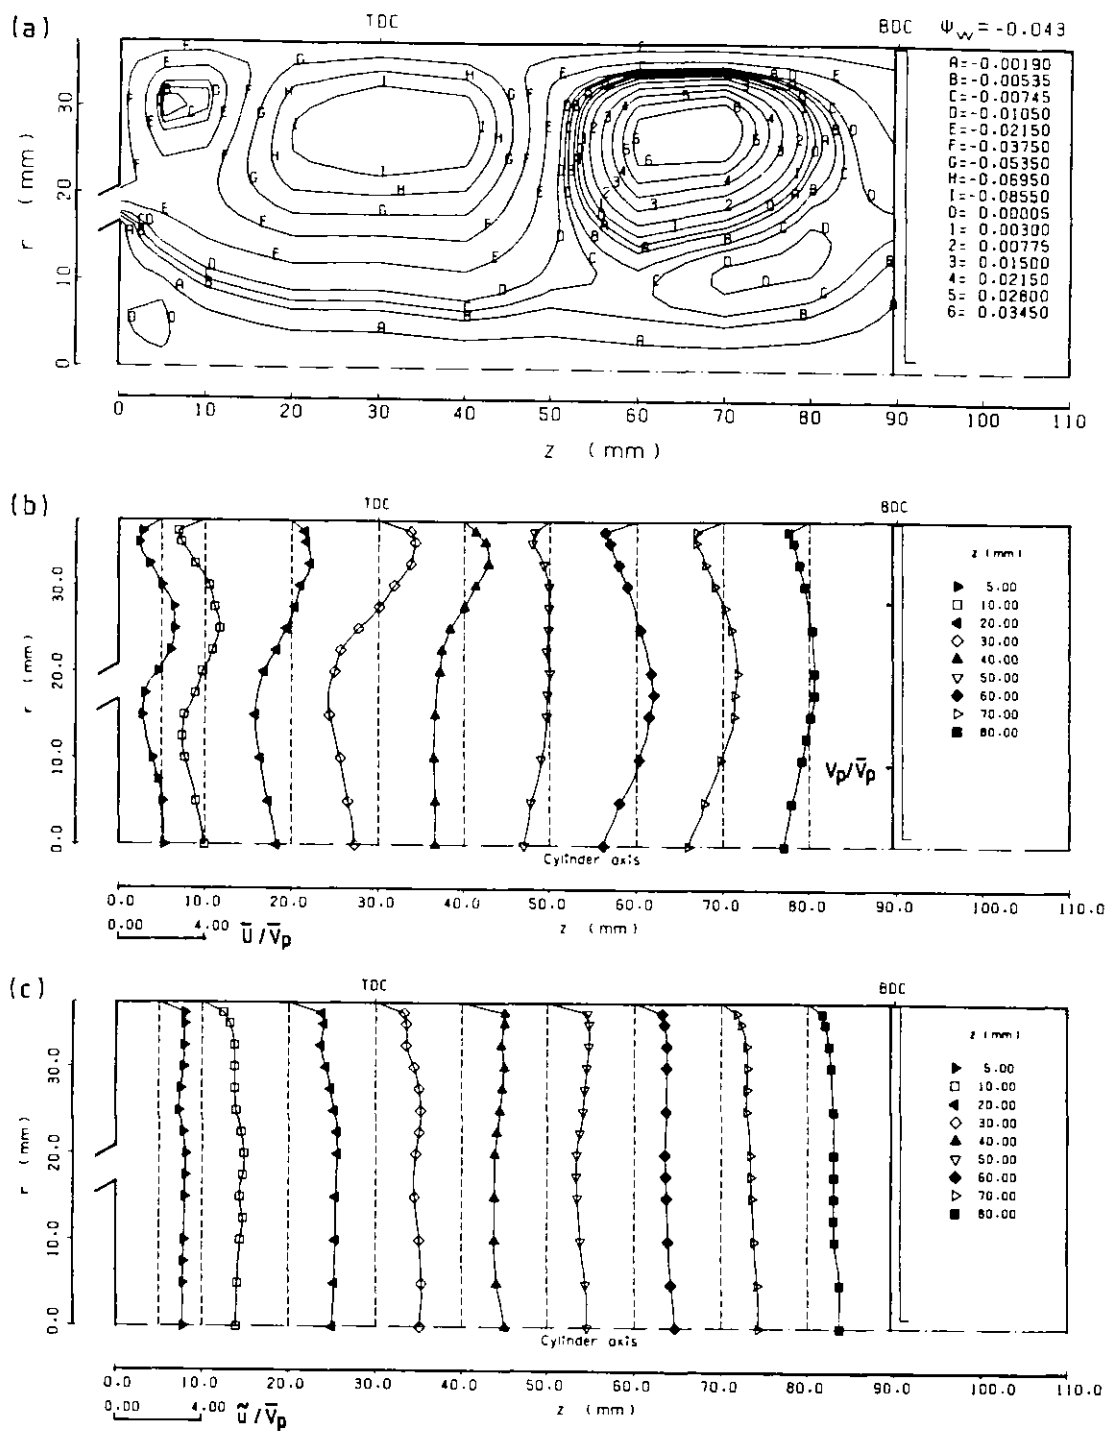 (a)
TDC
BDC Ψw=-0.043
A=-0.00190
B=-0.00535
C=-0.00745
D=-0.01050
E=-0.02150
F=-0.03750
G=-0.05350
H=-0.06950
I=-0.08550
0= 0.00005
1= 0.00300
2= 0.00775
3= 0.01500
4= 0.02150
5= 0.02800
6= 0.03450
r (mm)
0 10 20 30
0 10 20 30 40 50 60 70 80 90 100 110
z (mm)
(b)
TDC
BDC
z (mm)
5.00
10.00
20.00
30.00
40.00
50.00
60.00
70.00
80.00
r (mm)
0.0 10.0 20.0 30.0
Vp/V̄p
Cylinder axis
0.0 10.0 20.0 30.0 40.0 50.0 60.0 70.0 80.0 90.0 100.0 110.0
0.00 4.00 Ū/V̄p
z (mm)
(c)
TDC
BDC
z (mm)
5.00
10.00
20.00
30.00
40.00
50.00
60.00
70.00
80.00
r (mm)
0.0 10.0 20.0 30.0
Cylinder axis
0.0 10.0 20.0 30.0 40.0 50.0 60.0 70.0 80.0 90.0 100.0 110.0
0.00 4.00 ũ/V̄p
z (mm)